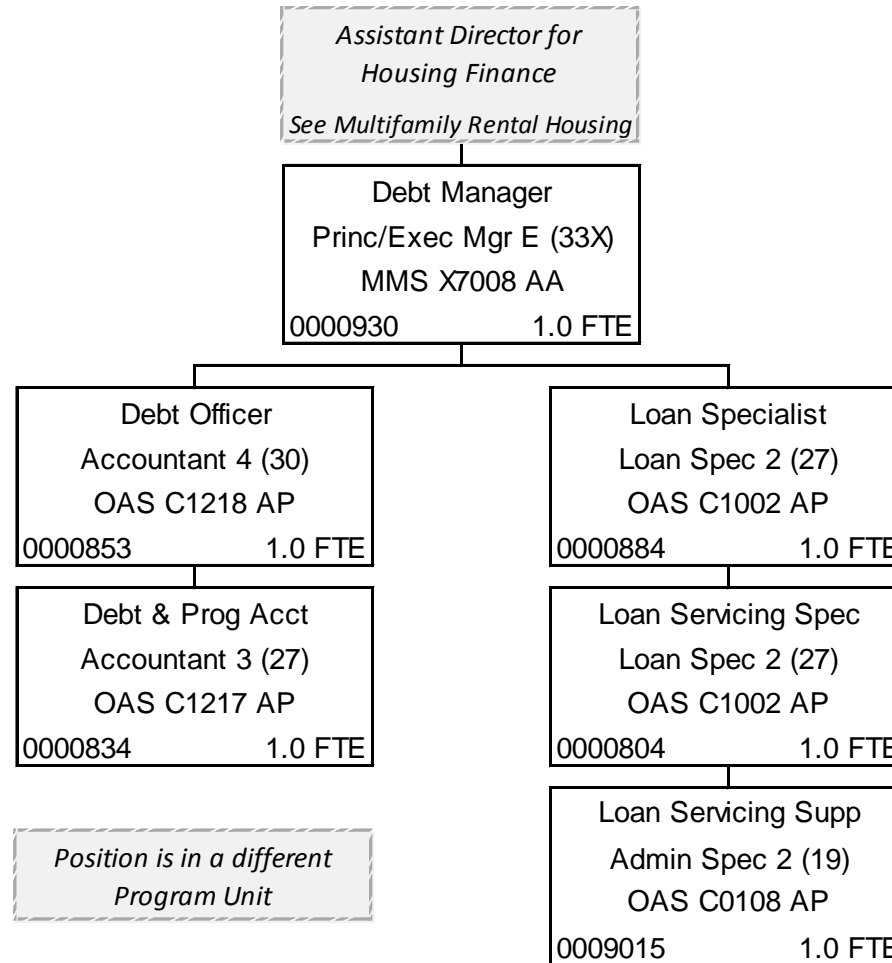 Assistant Director for
Housing Finance
See Multifamily Rental Housing
Debt Manager
Princ/Exec Mgr E (33X)
MMS X7008 AA
0000930 1.0 FTE
Debt Officer
Accountant 4 (30)
OAS C1218 AP
0000853 1.0 FTE
Debt & Prog Acct
Accountant 3 (27)
OAS C1217 AP
0000834 1.0 FTE
Loan Specialist
Loan Spec 2 (27)
OAS C1002 AP
0000884 1.0 FTE
Loan Servicing Spec
Loan Spec 2 (27)
OAS C1002 AP
0000804 1.0 FTE
Loan Servicing Supp
Admin Spec 2 (19)
OAS C0108 AP
0009015 1.0 FTE
Position is in a different
Program Unit